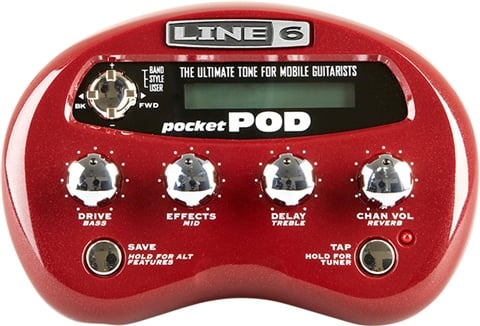 LINE 6
BAND
STYLE
USER
BK
FWD
THE ULTIMATE TONE FOR MOBILE GUITARISTS
pocket POD
DRIVE
BASS
EFFECTS
MID
DELAY
TREBLE
CHAN VOL
REVERB
SAVE
HOLD FOR ALT
FEATURES
TAP
HOLD FOR
TUNER